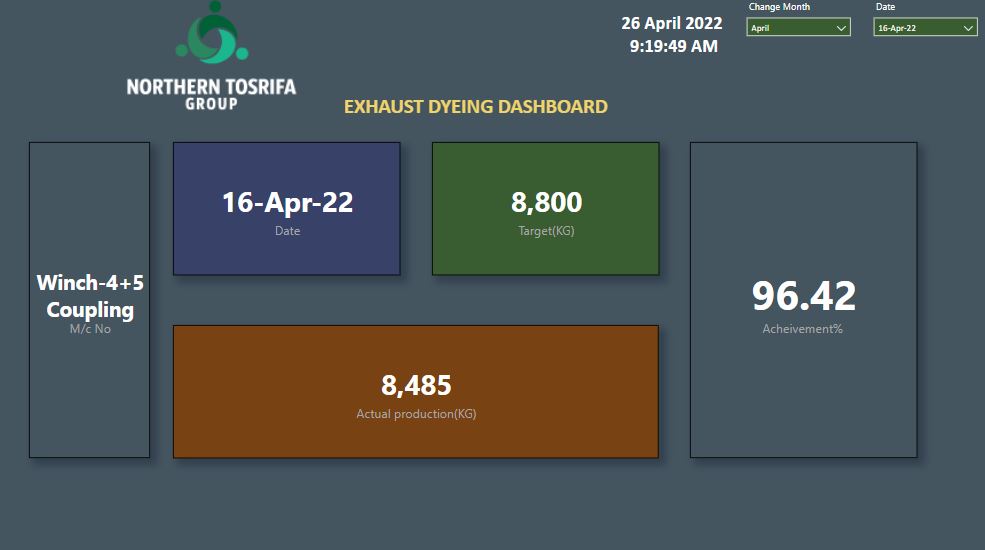 NORTHERN TOSRIFA
GROUP
26 April 2022
9:19:49 AM
Change Month
April
Date
16-Apr-22
EXHAUST DYEING DASHBOARD
Winch-4+5
Coupling
M/c No
16-Apr-22
Date
8,800
Target(KG)
8,485
Actual production(KG)
96.42
Acheivement%